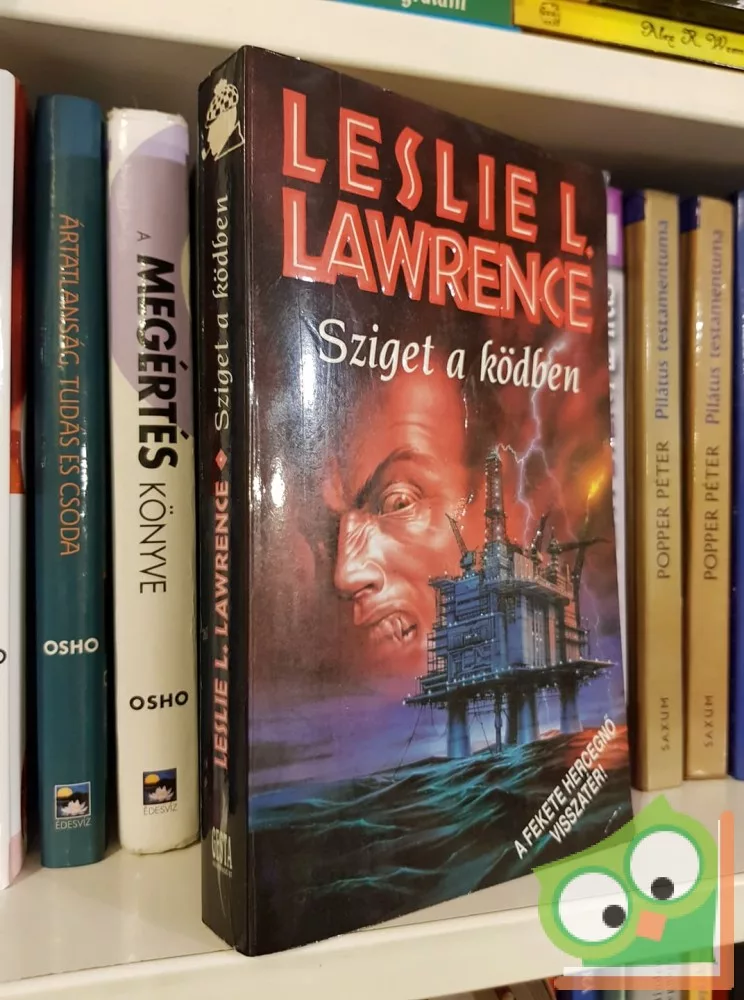 Alex R.
ÁRTATLANSÁG, TUDÁS ÉS CSODA
OSHO
ÉDESVÍZ
A MEGÉRTÉS KÖNYVE
OSHO
ÉDESVÍZ
LESLIE L. LAWRENCE Sziget a ködben
LESLIE L.
LAWRENCE
Sziget a ködben
A FEKETE HERCEGNŐ
VISSZATÉR!
POPPER PÉTER Pilátus testamentuma
SAXUM
POPPER PÉTER Pilátus testamentuma
SAXUM